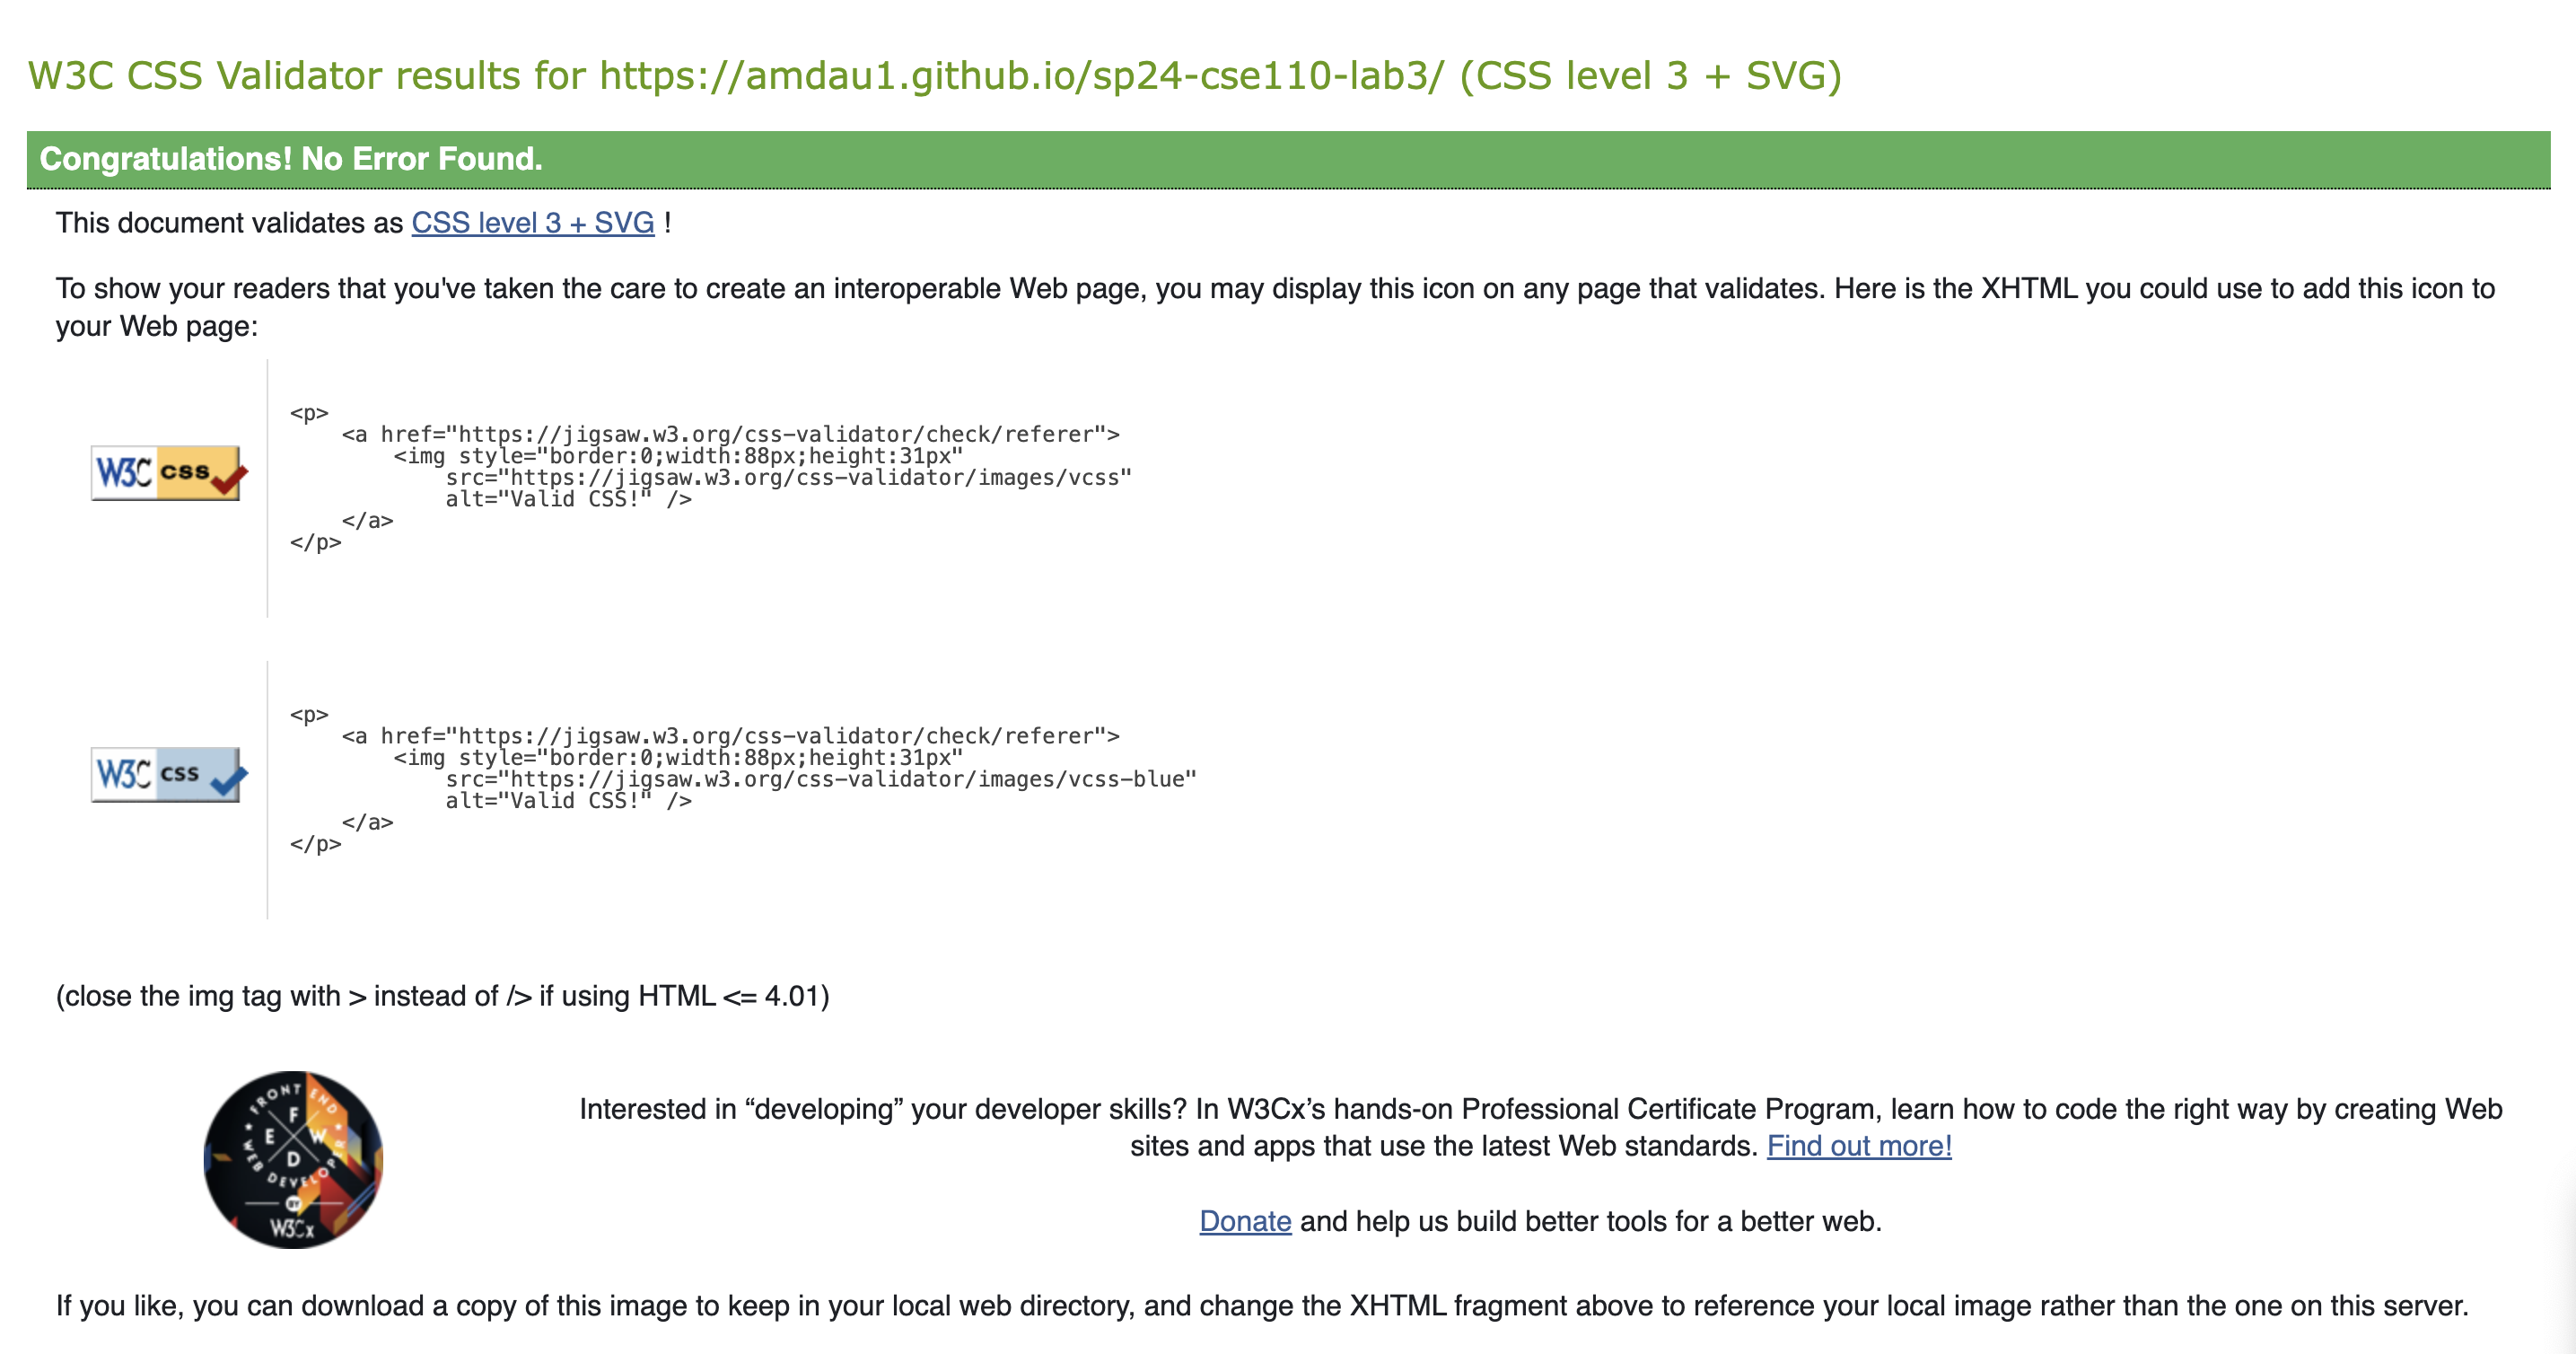 W3C CSS Validator results for https://amdau1.github.io/sp24-cse110-lab3/ (CSS level 3 + SVG)
Congratulations! No Error Found.
This document validates as CSS level 3 + SVG !
To show your readers that you've taken the care to create an interoperable Web page, you may display this icon on any page that validates. Here is the XHTML you could use to add this icon to
your Web page:
W3C css
<p>
<a href="https://jigsaw.w3.org/css-validator/check/referer">
<img style="border:0;width:88px;height:31px"
src="https://jigsaw.w3.org/css-validator/images/vcss"
alt="Valid CSS!" />
</a>
</p>
W3C css
<p>
<a href="https://jigsaw.w3.org/css-validator/check/referer">
<img style="border:0;width:88px;height:31px"
src="https://jigsaw.w3.org/css-validator/images/vcss-blue"
alt="Valid CSS!" />
</a>
</p>
(close the img tag with > instead of /> if using HTML <= 4.01)
FRONT END
WEB DEVELOPER
F
E W
D
BY
W3Cx
Interested in “developing” your developer skills? In W3Cx’s hands-on Professional Certificate Program, learn how to code the right way by creating Web
sites and apps that use the latest Web standards. Find out more!
Donate and help us build better tools for a better web.
If you like, you can download a copy of this image to keep in your local web directory, and change the XHTML fragment above to reference your local image rather than the one on this server.